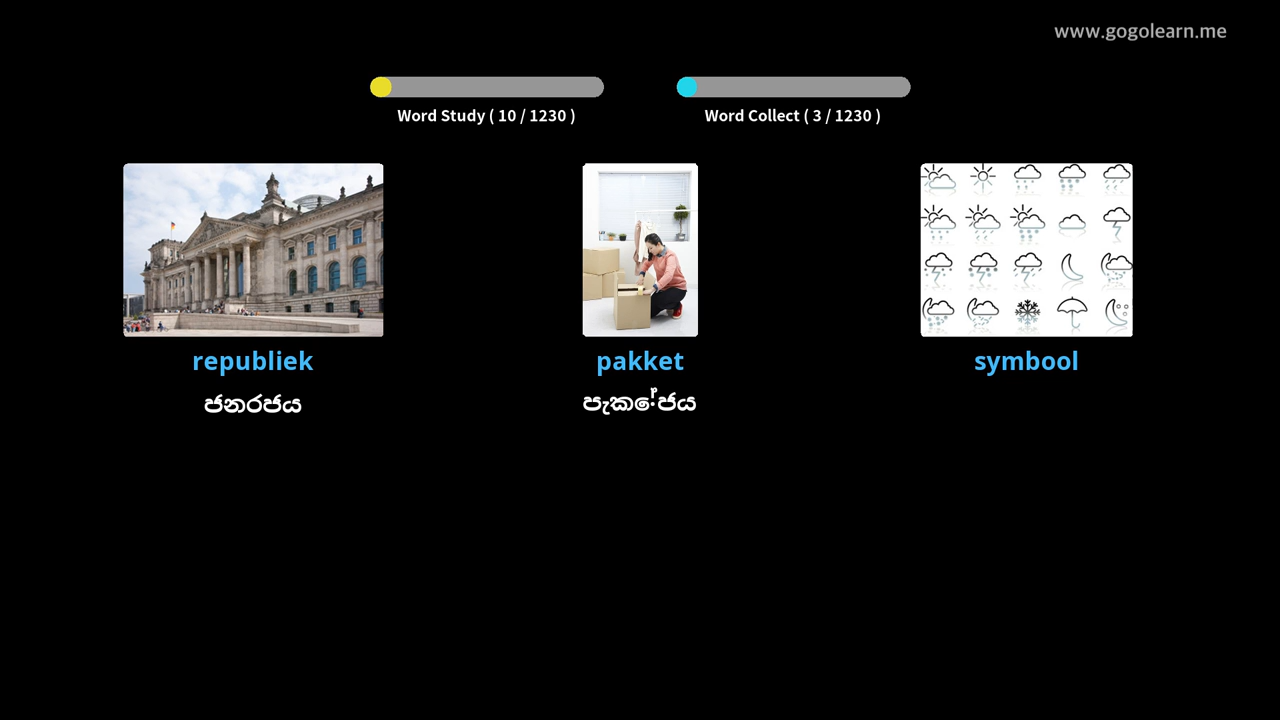 www.gogolearn.me
Word Study ( 10 / 1230 )
Word Collect ( 3 / 1230 )
republiek
pakket
symbool
ජනරජය
පැකේජය